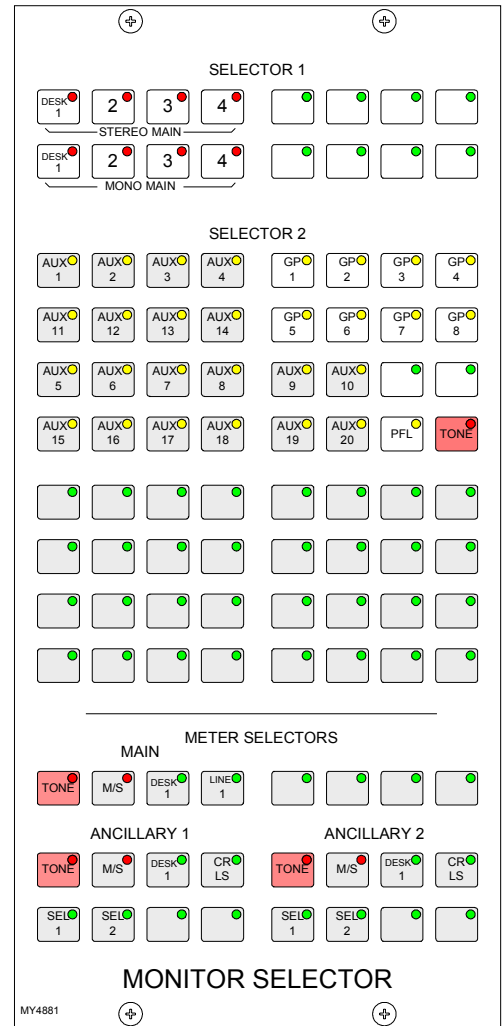 SELECTOR 1
DESK 1 2 3 4
STEREO MAIN
DESK 1 2 3 4
MONO MAIN
SELECTOR 2
AUX 1 AUX 2 AUX 3 AUX 4 GP 1 GP 2 GP 3 GP 4
AUX 11 AUX 12 AUX 13 AUX 14 GP 5 GP 6 GP 7 GP 8
AUX 5 AUX 6 AUX 7 AUX 8 AUX 9 AUX 10
AUX 15 AUX 16 AUX 17 AUX 18 AUX 19 AUX 20 PFL TONE
METER SELECTORS
MAIN
TONE M/S DESK 1 LINE 1
ANCILLARY 1 ANCILLARY 2
TONE M/S DESK 1 CR LS TONE M/S DESK 1 CR LS
SEL 1 SEL 2 SEL 1 SEL 2
MONITOR SELECTOR
MY4881